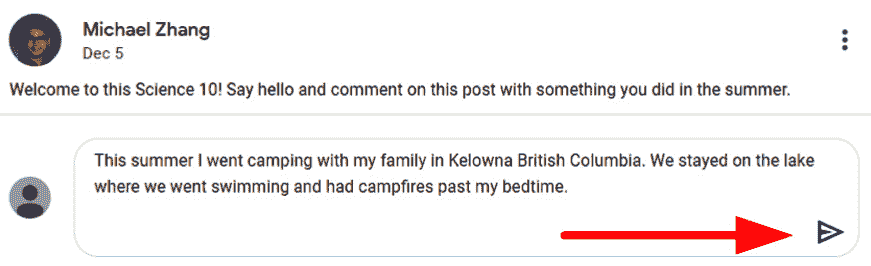 Michael Zhang
Dec 5
Welcome to this Science 10! Say hello and comment on this post with something you did in the summer.
This summer I went camping with my family in Kelowna British Columbia. We stayed on the lake
where we went swimming and had campfires past my bedtime.